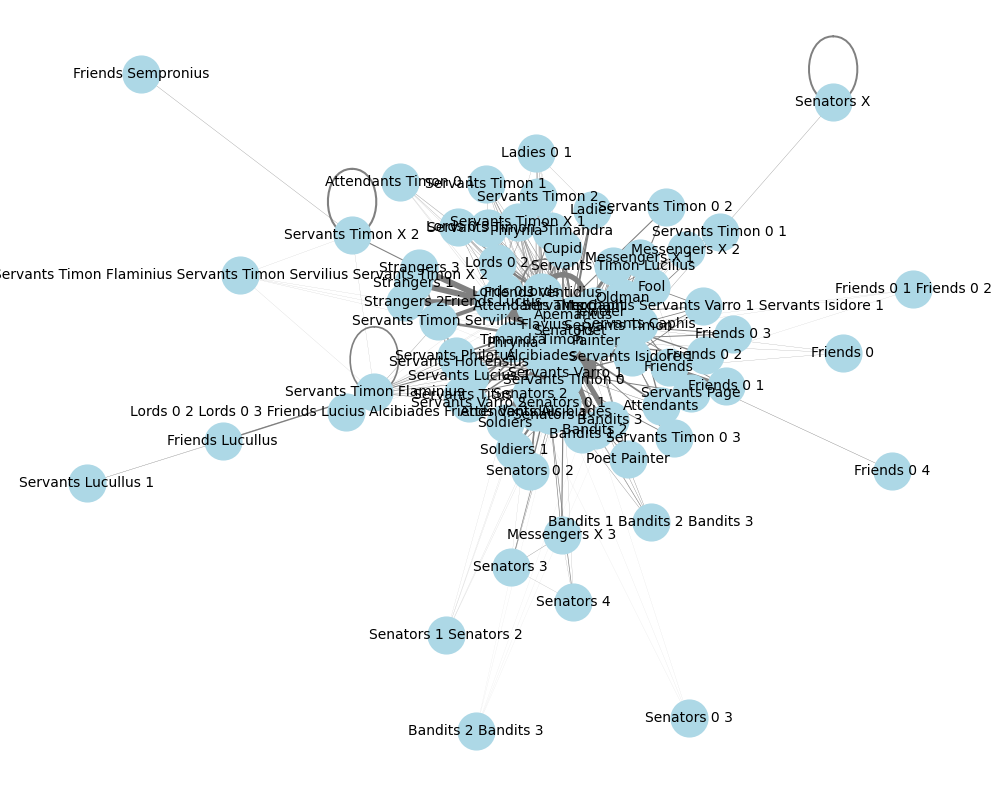 Friends Sempronius
Senators X
Ladies 0 1
Attendants Timon 0 1
Servants Timon 1
Servants Timon 2
Ladies
Servants Timon 0 2
Servants Timon X 1
Phrynia Timandra
Servants Timon 0 1
Servants Timon X 2
Cupid
Messengers X 2
Messengers X 1
Lords 0 2
Servants Timon Lucilius
Strangers 3
Servants Timon Flaminius Servants Timon Servilius Servants Timon X 2
Strangers 1
Fool
Friends 0 1 Friends 0 2
Oldman
Strangers 2
Friends Lucius
Servants Varro 1 Servants Isidore 1
Apemantus
Servants Timon Servilius
Servants Caphis
Flavius
Friends 0 3
Phrynia
Painter
Servants Philotus
Alcibiades
Servants Isidore 1
Friends 0 2
Friends 0
Servants Hortensius
Friends
Servants Lucius
Servants Varro 1
Servants Timon 0
Friends 0 1
Servants Timon Flaminius
Senators 2
Servants Page
Servants Varro 2
Senators 0 1
Attendants
Lords 0 2 Lords 0 3 Friends Lucius Alcibiades Friends Ventidius
Soldiers
Bandits 3
Bandits 2
Bandits 1
Friends Lucullus
Servants Timon 0 3
Soldiers 1
Poet Painter
Senators 0 2
Friends 0 4
Servants Lucullus 1
Bandits 1 Bandits 2 Bandits 3
Messengers X 3
Senators 3
Senators 4
Senators 1 Senators 2
Senators 0 3
Bandits 2 Bandits 3